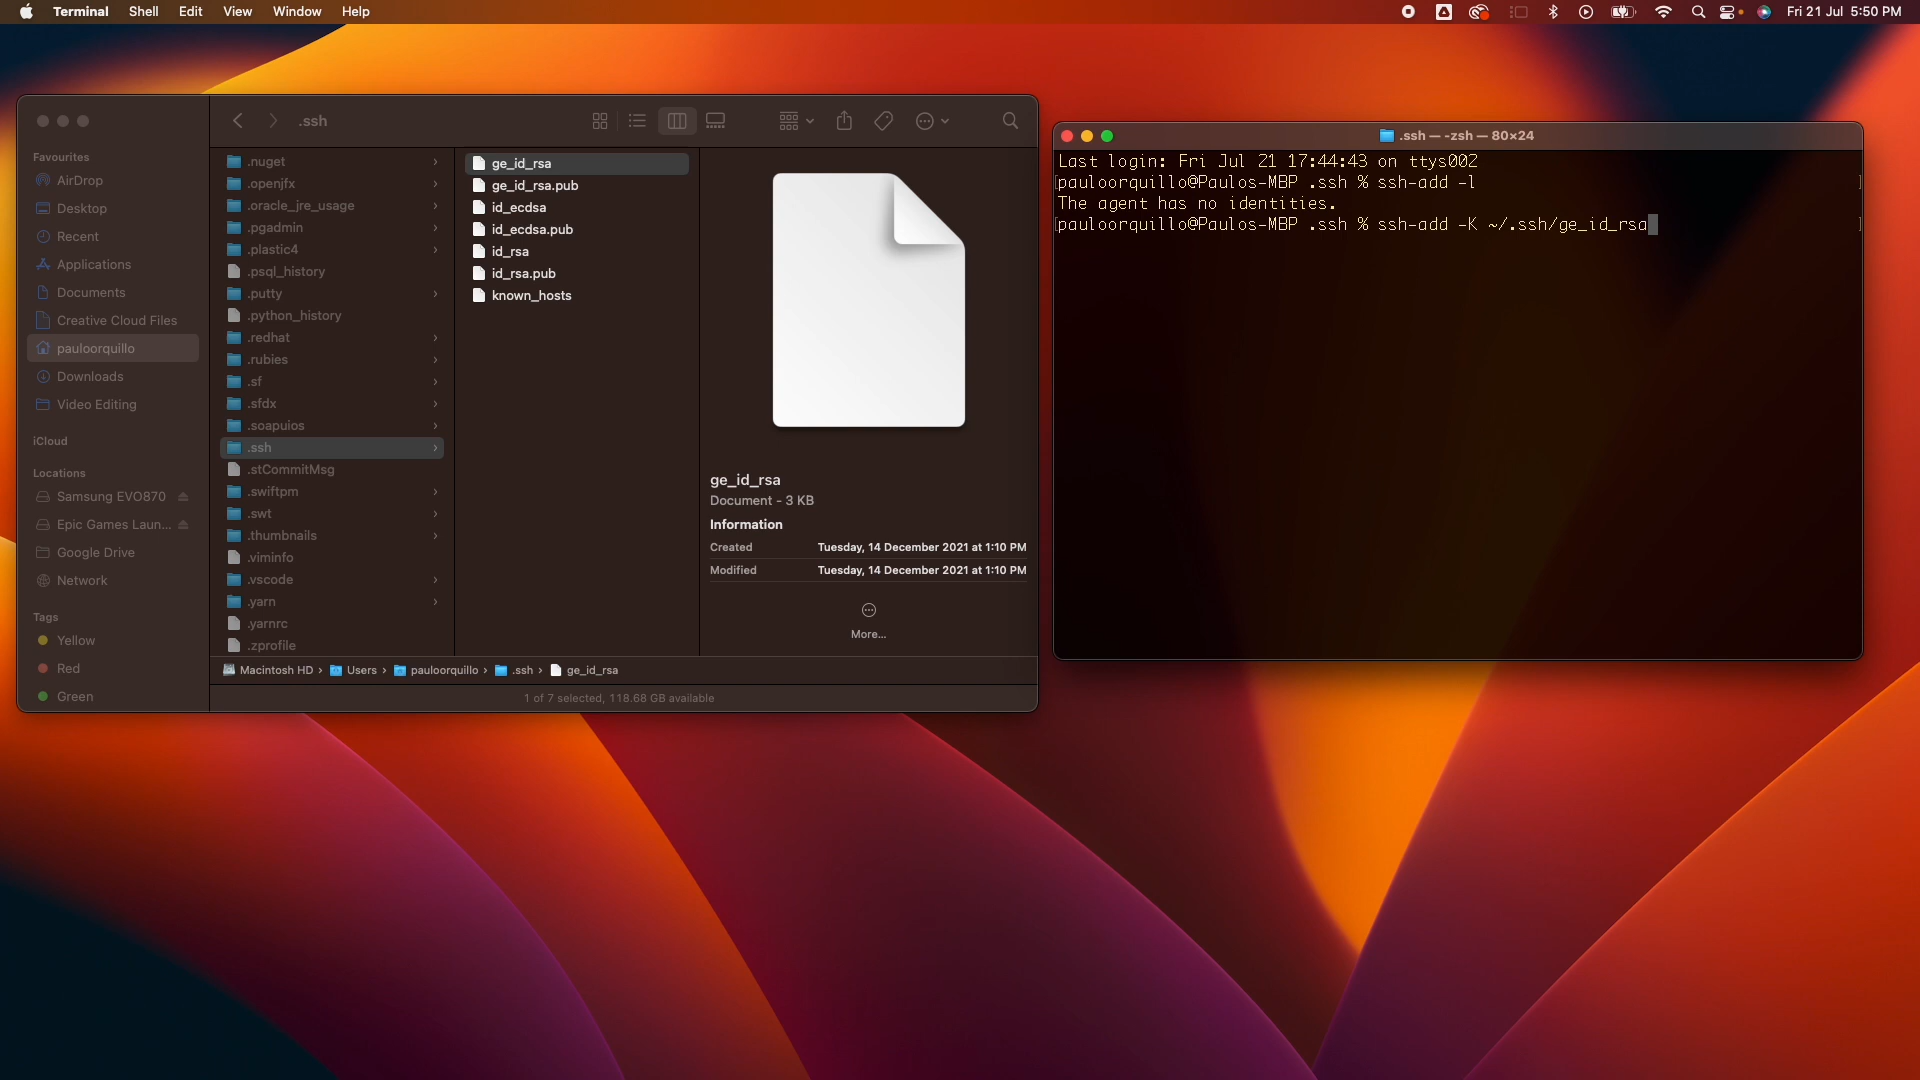 Terminal Shell Edit View Window Help
Fri 21 Jul 5:50 PM
.ssh
Favourites
AirDrop
Desktop
Recent
Applications
Documents
Creative Cloud Files
pauloorquillo
Downloads
Video Editing
iCloud
Locations
Samsung EVO870
Epic Games Laun...
Google Drive
Network
Tags
Yellow
Red
Green
.nuget
.openjfx
.oracle_jre_usage
.pgadmin
.plastic4
.psql_history
.putty
.python_history
.redhat
.rubies
.sf
.sfdx
.soapuios
.ssh
.stCommitMsg
.swiftpm
.swt
.thumbnails
.viminfo
.vscode
.yarn
.yarnrc
.zprofile
ge_id_rsa
ge_id_rsa.pub
id_ecdsa
id_ecdsa.pub
id_rsa
id_rsa.pub
known_hosts
ge_id_rsa
Document - 3 KB
Information
Created Tuesday, 14 December 2021 at 1:10 PM
Modified Tuesday, 14 December 2021 at 1:10 PM
More...
Macintosh HD › Users › pauloorquillo › .ssh › ge_id_rsa
1 of 7 selected, 118.68 GB available
.ssh — -zsh — 80×24
Last login: Fri Jul 21 17:44:43 on ttys002
[pauloorquillo@Paulos-MBP .ssh % ssh-add -l ]
The agent has no identities.
[pauloorquillo@Paulos-MBP .ssh % ssh-add -K ~/.ssh/ge_id_rsa ]